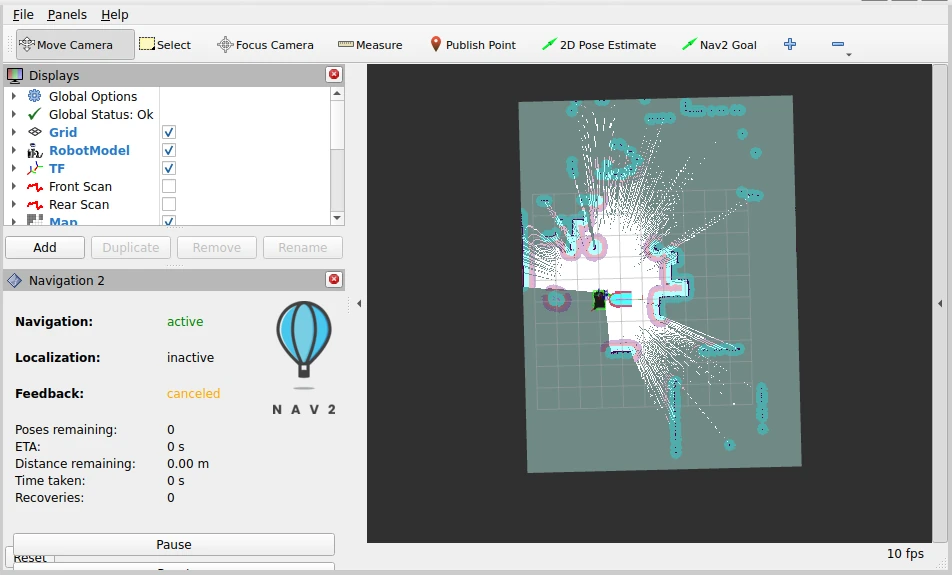 File Panels Help
Move Camera Select Focus Camera Measure Publish Point 2D Pose Estimate Nav2 Goal
Displays
Global Options
Global Status: Ok
Grid
RobotModel
TF
Front Scan
Rear Scan
Map
Add Duplicate Remove Rename
Navigation 2
Navigation: active
Localization: inactive
Feedback: canceled
NAV2
Poses remaining: 0
ETA: 0 s
Distance remaining: 0.00 m
Time taken: 0 s
Recoveries: 0
Pause
Reset
10 fps